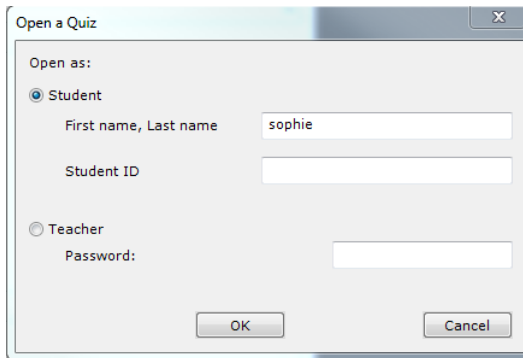 Open a Quiz
Open as:
Student
First name, Last name sophie
Student ID
Teacher
Password:
OK Cancel